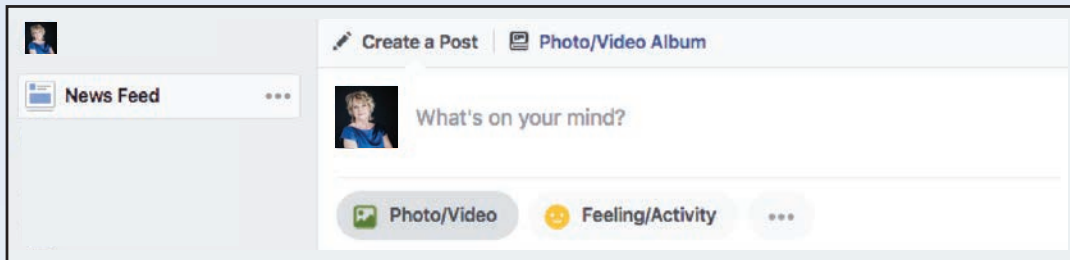 Create a Post Photo/Video Album
News Feed
What's on your mind?
Photo/Video Feeling/Activity